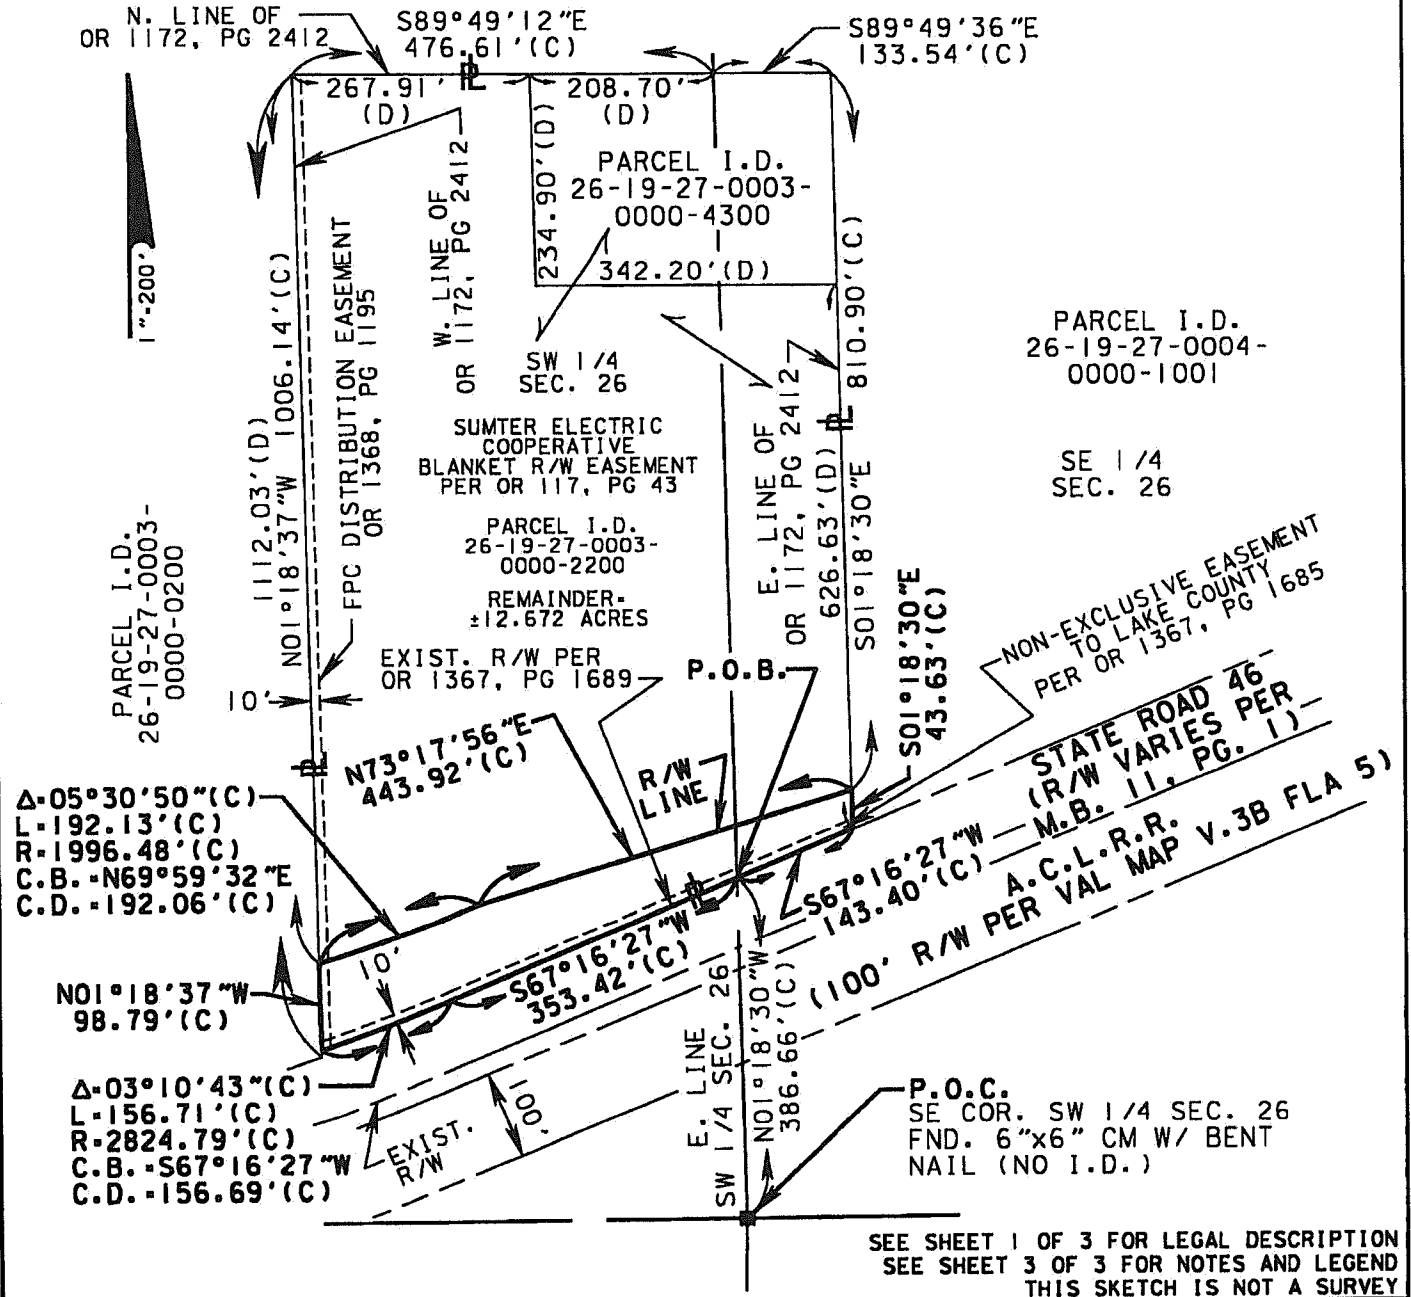 N. LINE OF
OR 1172, PG 2412
S89°49'12"E
476.61'(C)
S89°49'36"E
133.54'(C)
267.91'
(D)
208.70'
(D)
234.90'(D)
PARCEL I.D.
26-19-27-0003-
0000-4300
342.20'(D)
1"=200'
W. LINE OF
OR 1172, PG 2412
FPC DISTRIBUTION EASEMENT
OR 1368, PG 1195
1112.03'(D)
N01°18'37"W 1006.14'(C)
SW 1/4
SEC. 26
SUMTER ELECTRIC
COOPERATIVE
BLANKET R/W EASEMENT
PER OR 117, PG 43
PARCEL I.D.
26-19-27-0003-
0000-2200
REMAINDER=
±12.672 ACRES
E. LINE OF
OR 1172, PG 2412
626.63'(D)
S01°18'30"E 810.90'(C)
PARCEL I.D.
26-19-27-0004-
0000-1001
SE 1/4
SEC. 26
PARCEL I.D.
26-19-27-0003-
0000-0200
10'
EXIST. R/W PER
OR 1367, PG 1689
P.O.B.
S01°18'30"E
43.63'(C)
NON-EXCLUSIVE EASEMENT
TO LAKE COUNTY
PER OR 1367, PG 1685
N73°17'56"E
443.92'(C)
R/W
LINE
STATE ROAD 46
(R/W VARIES PER
M.B. 11, PG. 1)
A.C.L.R.R.
(100' R/W PER VAL MAP V.3B FLA 5)
Δ=05°30'50"(C)
L=192.13'(C)
R=1996.48'(C)
C.B.=N69°59'32"E
C.D.=192.06'(C)
S67°16'27"W
143.40'(C)
10'
S67°16'27"W
353.42'(C)
N01°18'37"W
98.79'(C)
E. LINE
SW 1/4 SEC. 26
N01°18'30"W
386.66'(C)
Δ=03°10'43"(C)
L=156.71'(C)
R=2824.79'(C)
C.B.=S67°16'27"W
C.D.=156.69'(C)
EXIST.
R/W
100'
P.O.C.
SE COR. SW 1/4 SEC. 26
FND. 6"x6" CM W/ BENT
NAIL (NO I.D.)
SEE SHEET 1 OF 3 FOR LEGAL DESCRIPTION
SEE SHEET 3 OF 3 FOR NOTES AND LEGEND
THIS SKETCH IS NOT A SURVEY